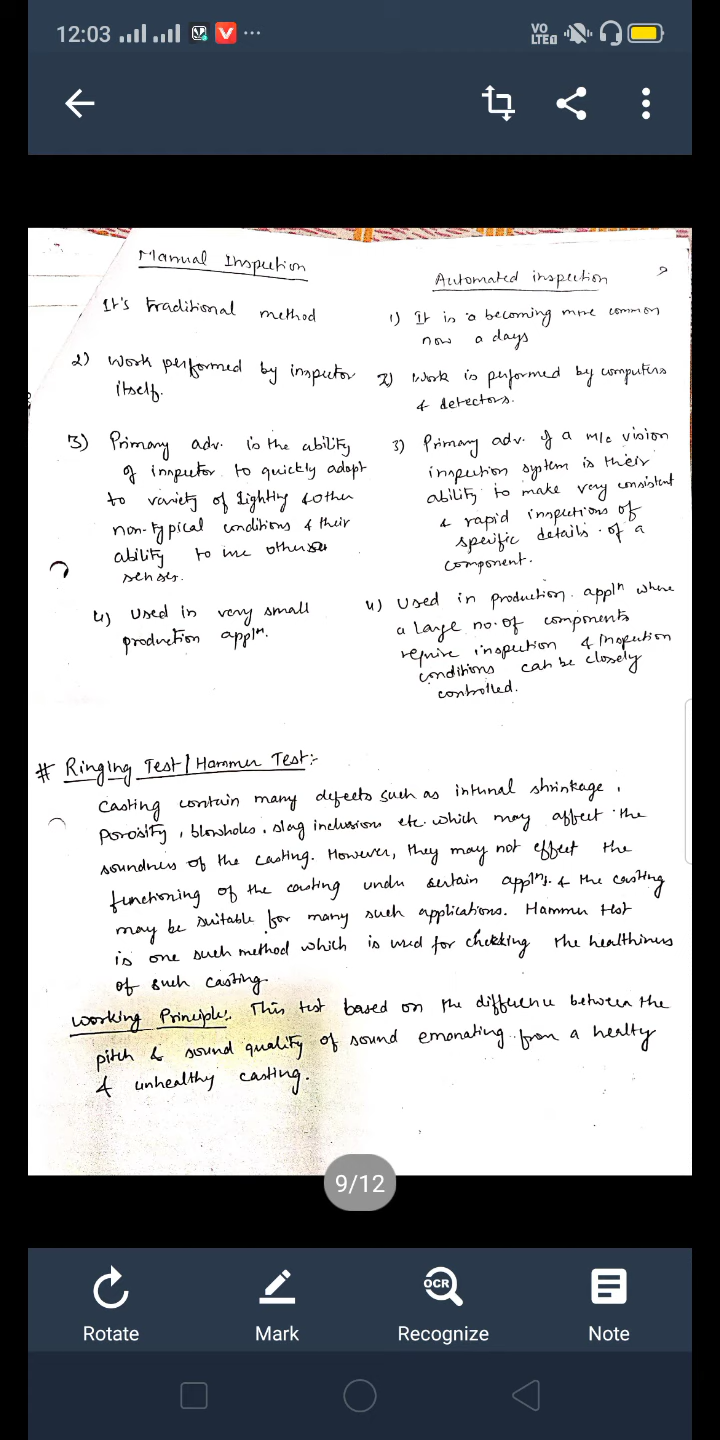 12:03
VO
LTE1
Manual Inspection
It's traditional method
2) Work performed by inspector
itself.
3) Primary adv. is the ability
of inspector to quickly adopt
to variety of lightly & other
non-typical conditions & their
ability to use other
senses.
4) Used in very small
production applⁿ.
Automated inspection
1) It is becoming more common
now a days
2) Work is performed by computers
& detectors.
3) Primary adv. of a m/c vision
inspection system is their
ability to make very consistent
& rapid inspections of
specific details of a
component.
4) Used in production applⁿ where
a large no. of components
require inspection & inspection
conditions can be closely
controlled.
# Ringing Test / Hammer Test:-
Casting contain many defects such as internal shrinkage,
Porosity, blowholes, slag inclusion etc. which may affect the
soundness of the casting. However, they may not effect the
functioning of the casting under certain applⁿs. & the casting
may be suitable for many such applications. Hammer test
is one such method which is used for checking the healthiness
of such casting.
Working Principle:. This test based on the difference between the
pitch & sound quality of sound emonating from a healty
& unhealthy casting.
9/12
OCR
Rotate
Mark
Recognize
Note